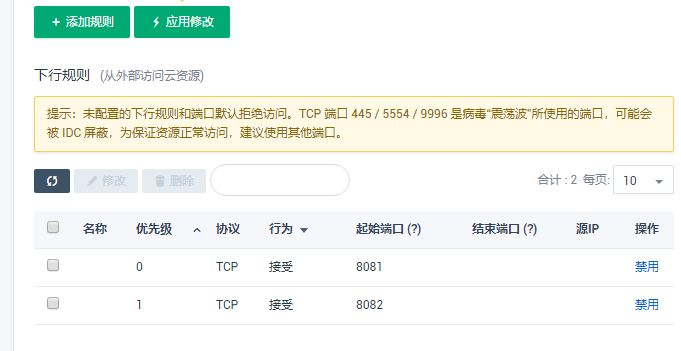 + 添加规则 应用修改
下行规则 (从外部访问云资源)
提示：未配置的下行规则和端口默认拒绝访问。TCP 端口 445 / 5554 / 9996 是病毒“震荡波”所使用的端口，可能会
被 IDC 屏蔽，为保证资源正常访问，建议使用其他端口。
修改 删除 合计 : 2 每页: 10
名称 优先级 协议 行为 起始端口 (?) 结束端口 (?) 源IP 操作
0 TCP 接受 8081 禁用
1 TCP 接受 8082 禁用